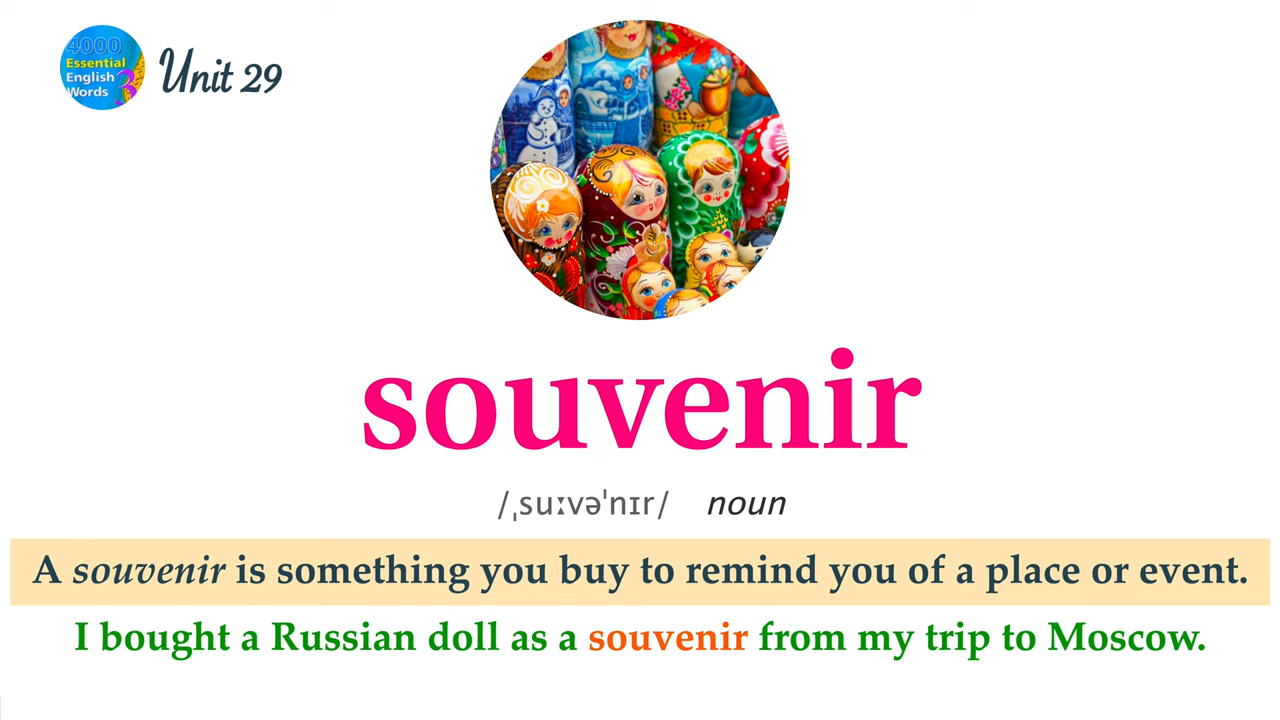 4000
Essential
English
Words 3
Unit 29
souvenir
/ˌsuːvəˈnɪr/ noun
A souvenir is something you buy to remind you of a place or event.
I bought a Russian doll as a souvenir from my trip to Moscow.